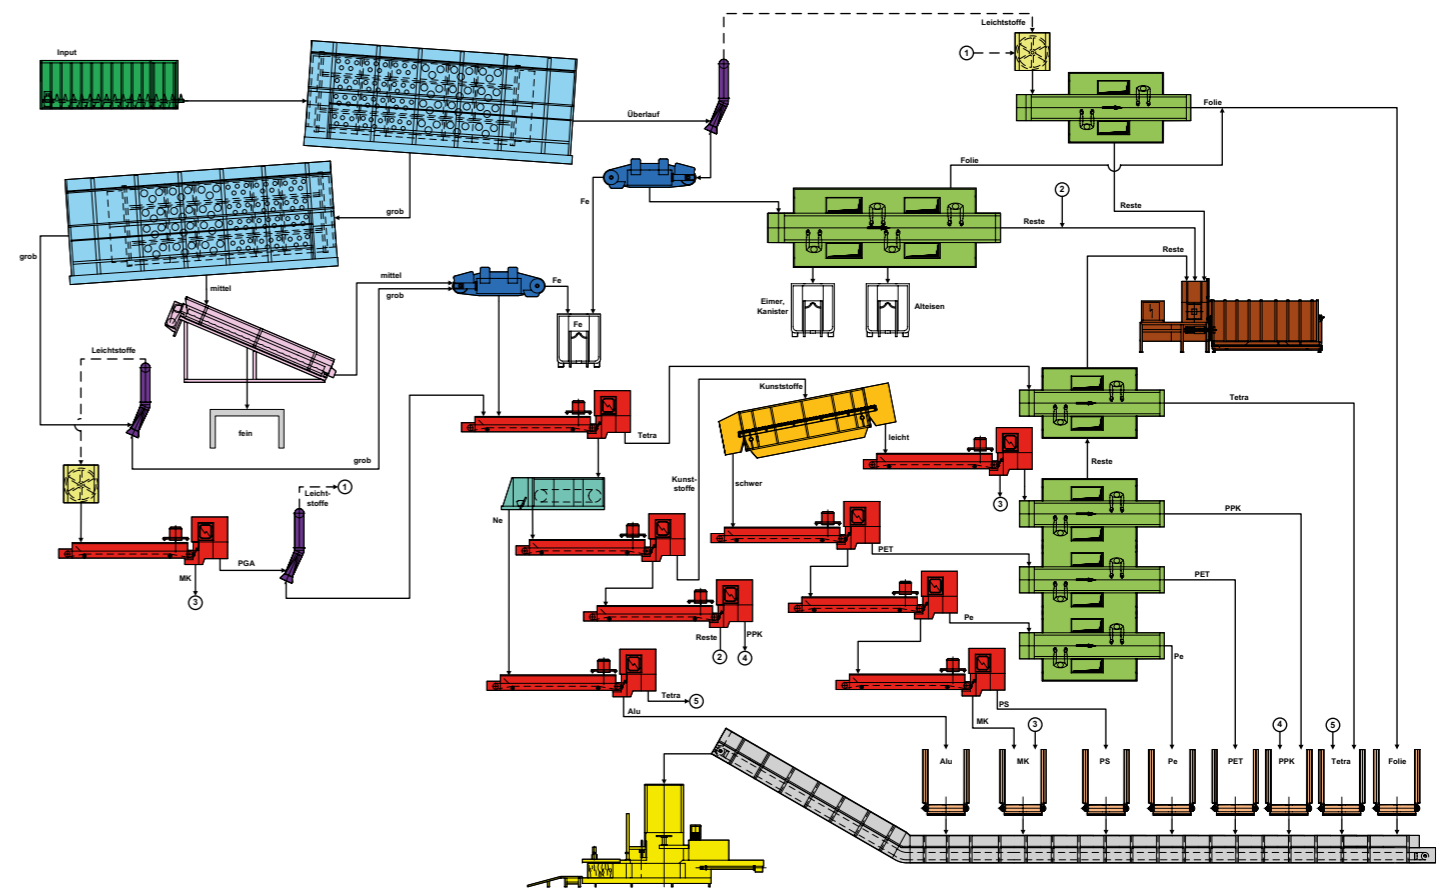 Input
Leichtstoffe
1
Überlauf
Folie
Folie
2
Reste
Reste
Reste
Fe
grob
grob
mittel
mittel
grob
Fe
Fe
Eimer,
Kanister
Alteisen
Leichtstoffe
fein
grob
Kunststoffe
Tetra
Tetra
leicht
Reste
Kunst-
stoffe
schwer
Leicht-
stoffe
1
3
Ne
PPK
PGA
MK
3
PET
PET
Pe
Reste
PPK
2
4
Pe
Tetra
5
Alu
PS
MK
3
4
5
Alu
MK
PS
Pe
PET
PPK
Tetra
Folie